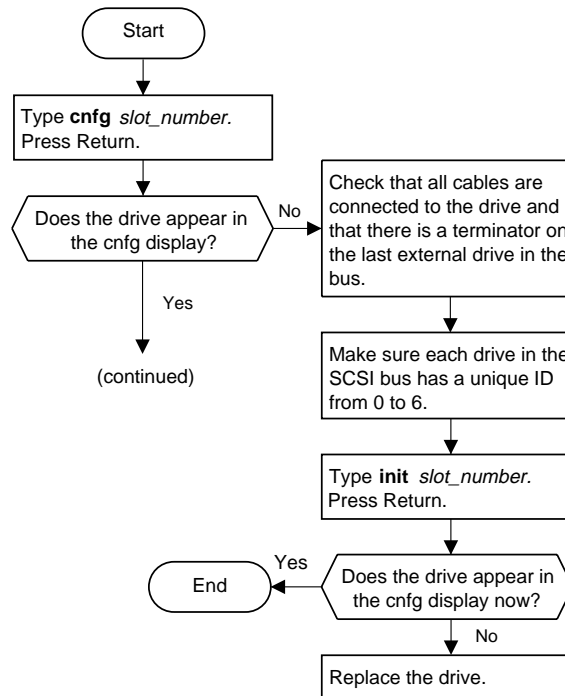 Start
Type cnfg slot_number.
Press Return.
Does the drive appear in
the cnfg display?
No
Yes
(continued)
Check that all cables are
connected to the drive and
that there is a terminator on
the last external drive in the
bus.
Make sure each drive in the
SCSI bus has a unique ID
from 0 to 6.
Type init slot_number.
Press Return.
Does the drive appear in
the cnfg display now?
Yes
End
No
Replace the drive.